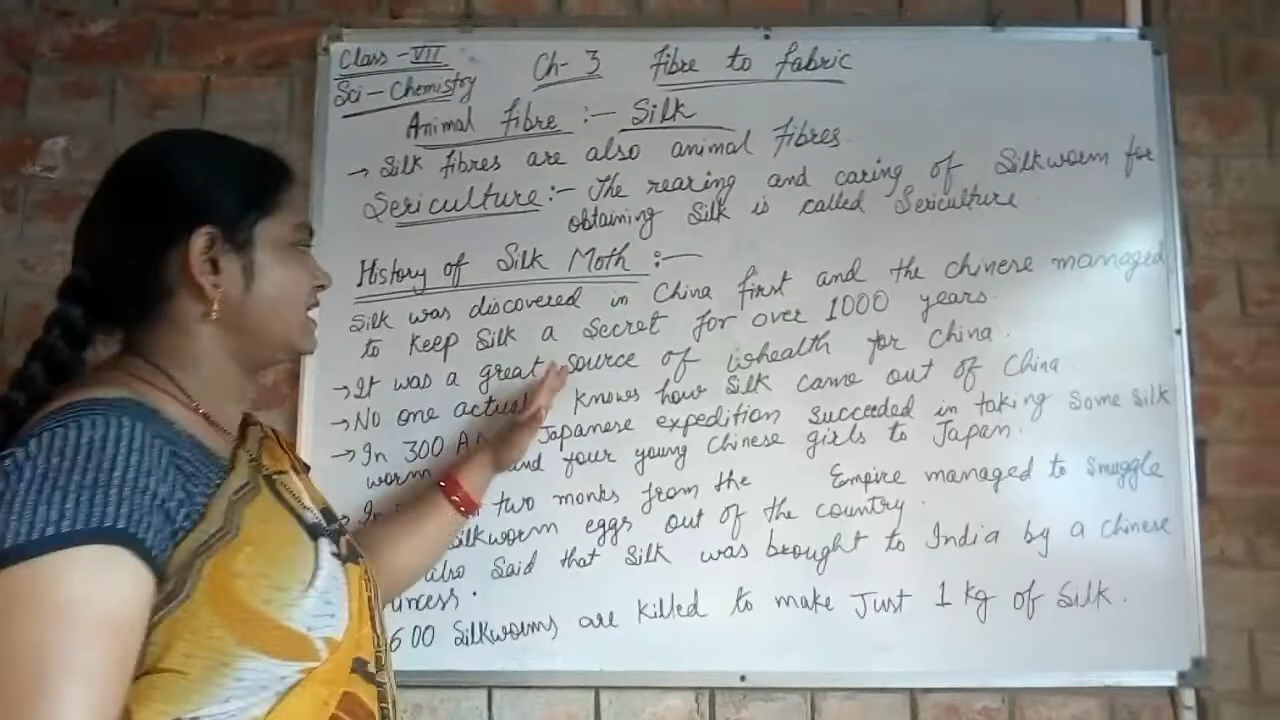 Class - VII
Sci - Chemistry
Ch- 3 Fibre to fabric
Animal fibre :- Silk
→ Silk fibres are also animal fibres.
Sericulture :- The rearing and caring of Silkworm for
obtaining Silk is called Sericulture.
History of Silk Moth :-
Silk was discovered in China first and the chinese managed
to keep Silk a Secret for over 1000 years.
→ It was a great source of whealth for China.
→ No one knows how Silk came out of China.
→ In 300 Japanese expedition succeeded in taking some silk
worm and four young Chinese girls to Japan.
two monks from the Empire managed to smuggle
silkworm eggs out of the country.
also said that silk was brought to India by a chinese
600 Silkworms are killed to make Just 1 kg of Silk.